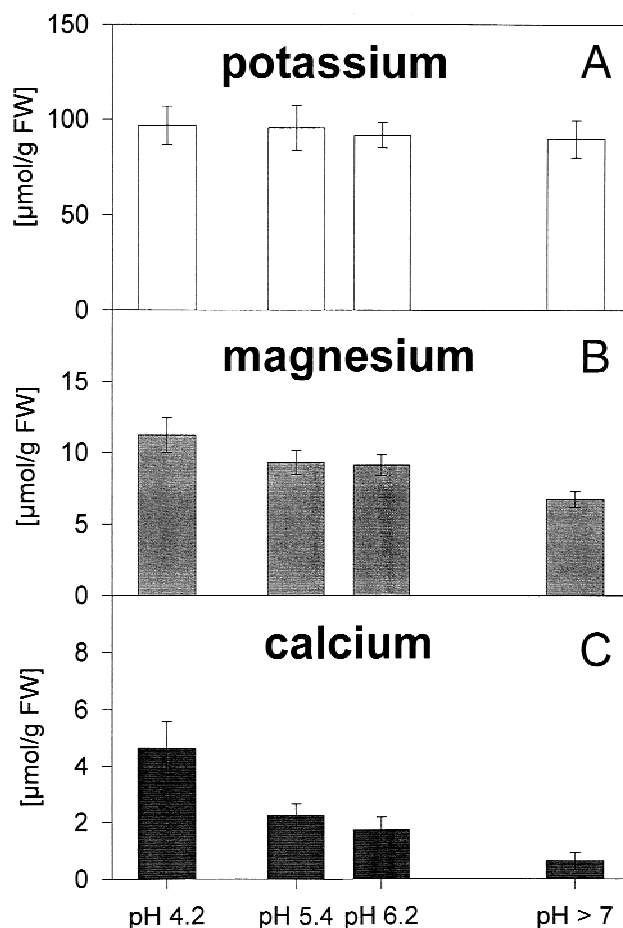 150
potassium A
100
[µmol/g FW]
50
0
magnesium B
15
10
[µmol/g FW]
5
0
calcium C
8
6
[µmol/g FW]
4
2
0
pH 4.2 pH 5.4 pH 6.2 pH > 7